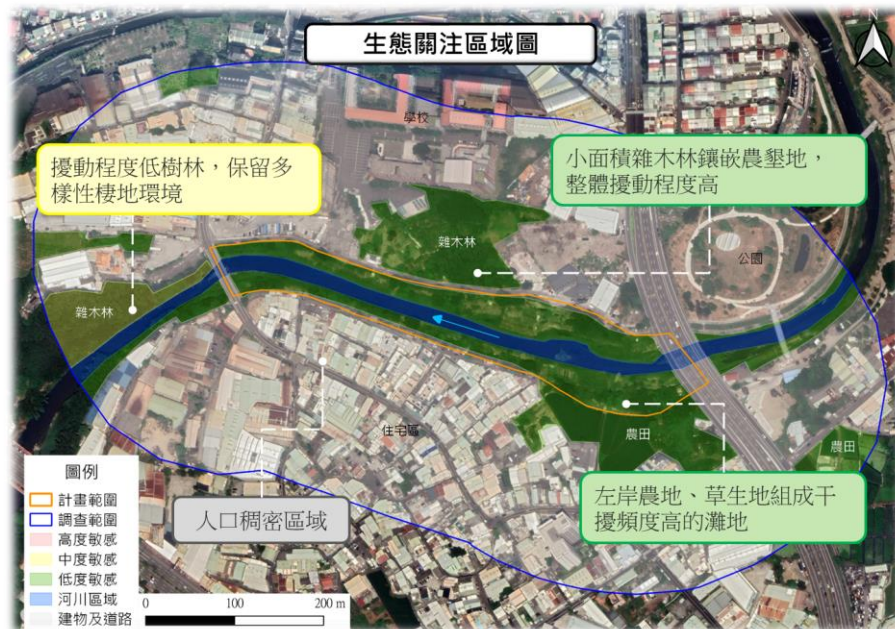 生態關注區域圖
N
學校
擾動程度低樹林，保留多
樣性棲地環境
小面積雜木林鑲嵌農墾地，
整體擾動程度高
雜木林
公園
雜木林
住宅區
農田
農田
人口稠密區域
左岸農地、草生地組成干
擾頻度高的灘地
圖例
計畫範圍
調查範圍
高度敏感
中度敏感
低度敏感
河川區域
建物及道路
0 100 200 m